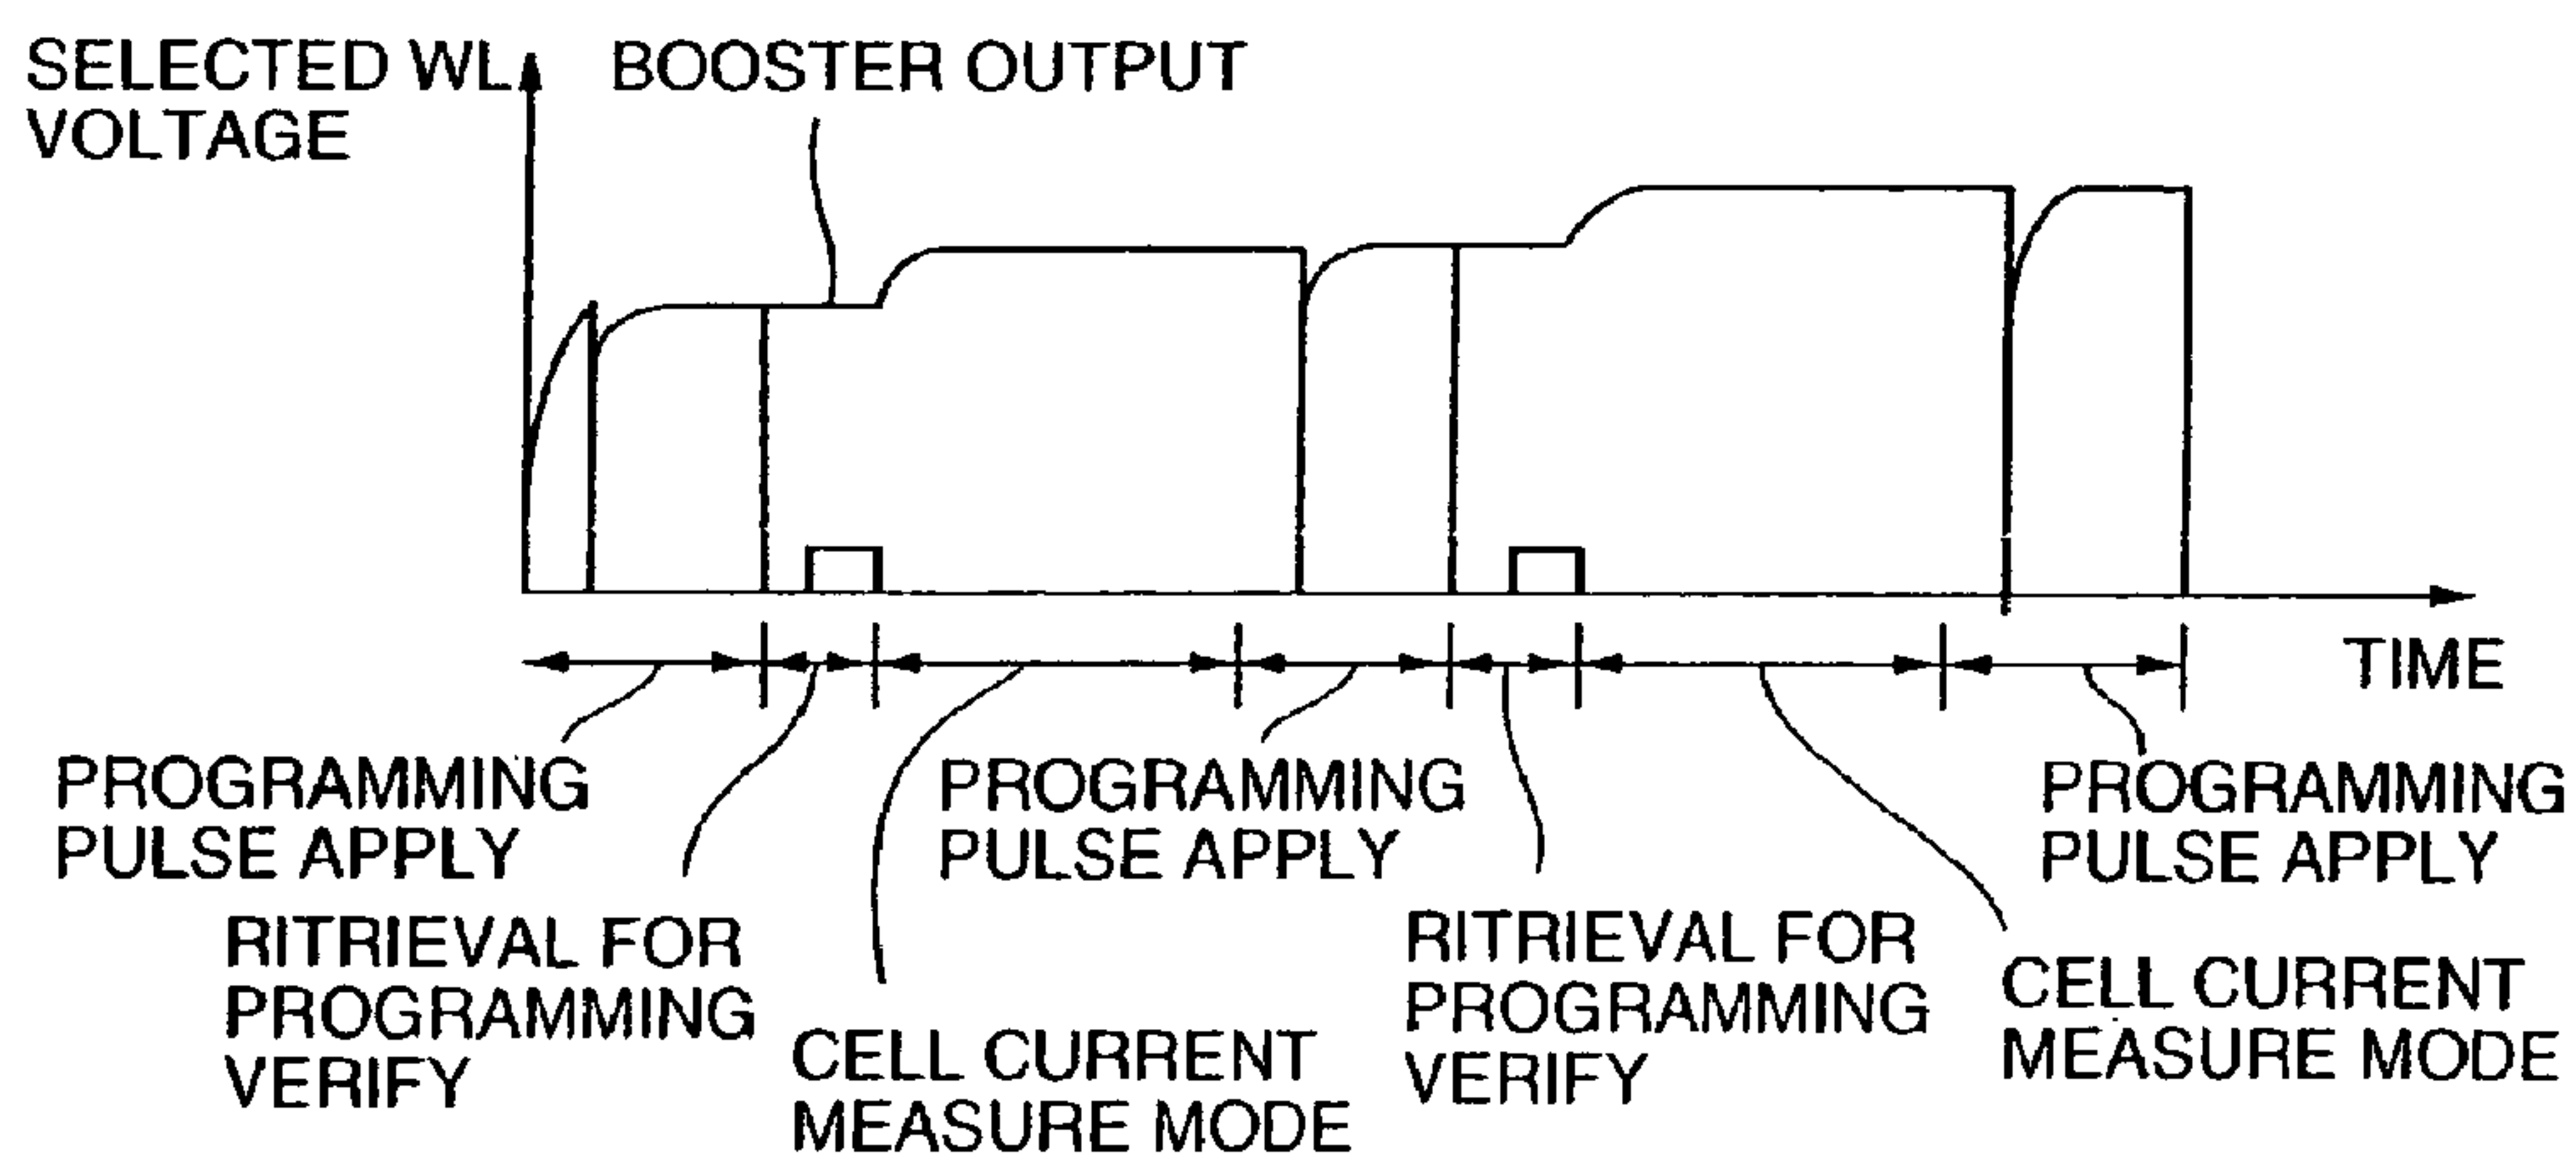 SELECTED WL
VOLTAGE
BOOSTER OUTPUT
TIME
PROGRAMMING
PULSE APPLY
RITRIEVAL FOR
PROGRAMMING
VERIFY
CELL CURRENT
MEASURE MODE
PROGRAMMING
PULSE APPLY
RITRIEVAL FOR
PROGRAMMING
VERIFY
CELL CURRENT
MEASURE MODE
PROGRAMMING
PULSE APPLY